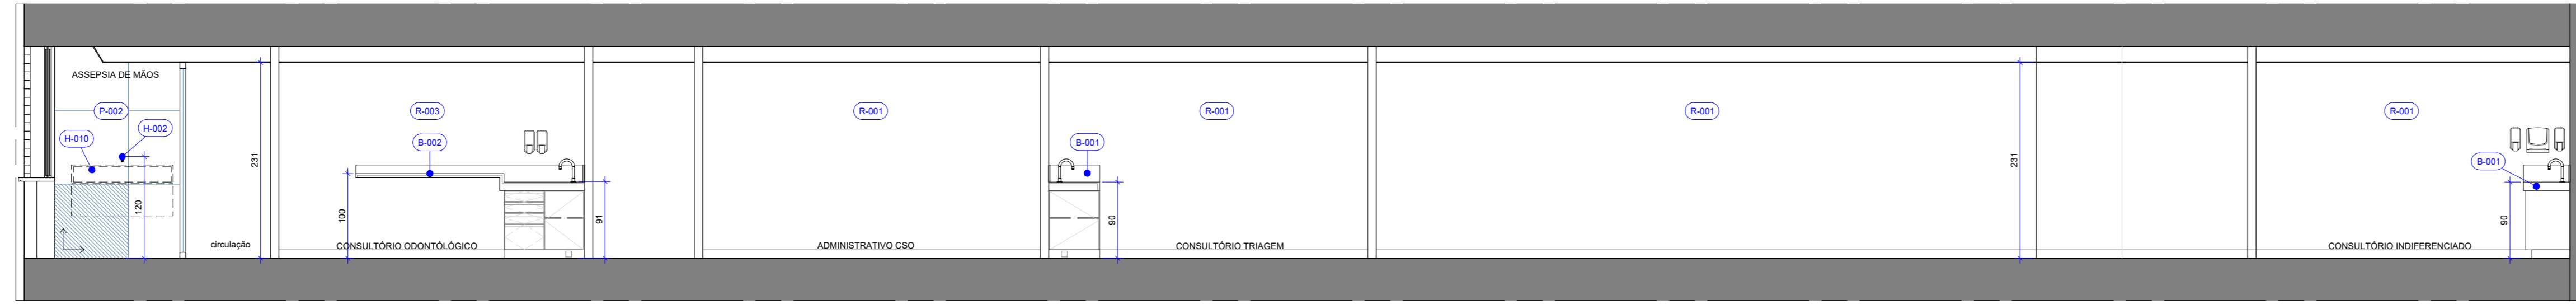 ASSEPSIA DE MÃOS
P-002
H-002
H-010
120
231
circulação
R-003
B-002
100
91
CONSULTÓRIO ODONTÓLÓGICO
R-001
ADMINISTRATIVO CSO
B-001
R-001
90
CONSULTÓRIO TRIAGEM
R-001
231
R-001
B-001
90
CONSULTÓRIO INDIFERENCIADO